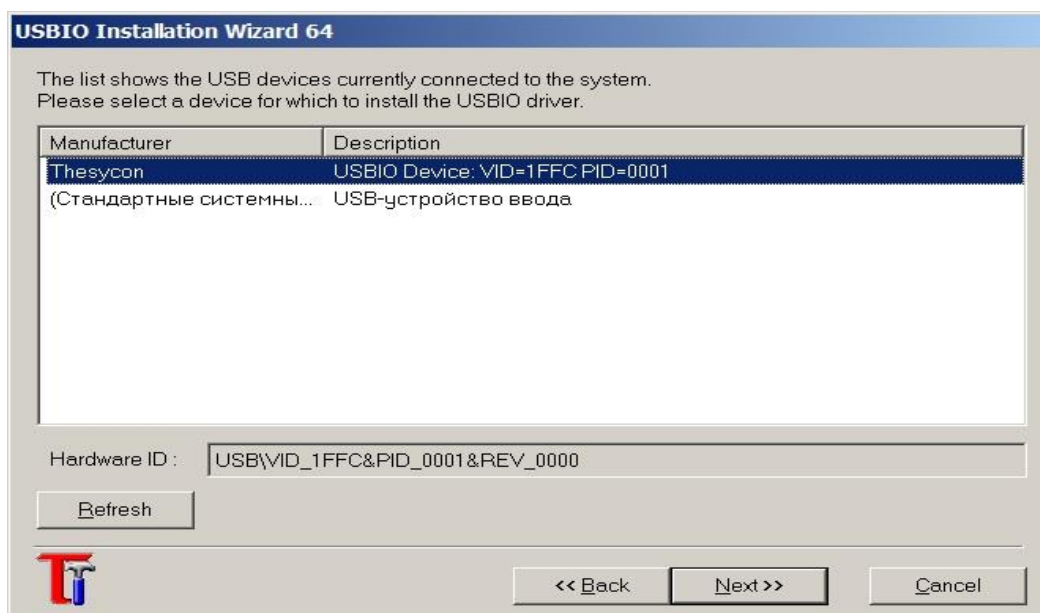 USBIO Installation Wizard 64
The list shows the USB devices currently connected to the system.
Please select a device for which to install the USBIO driver.
Manufacturer Description
Thesycon USBIO Device: VID=1FFC PID=0001
(Стандартные системны... USB-устройство ввода
Hardware ID : USB\VID_1FFC&PID_0001&REV_0000
Refresh
<< Back Next >> Cancel